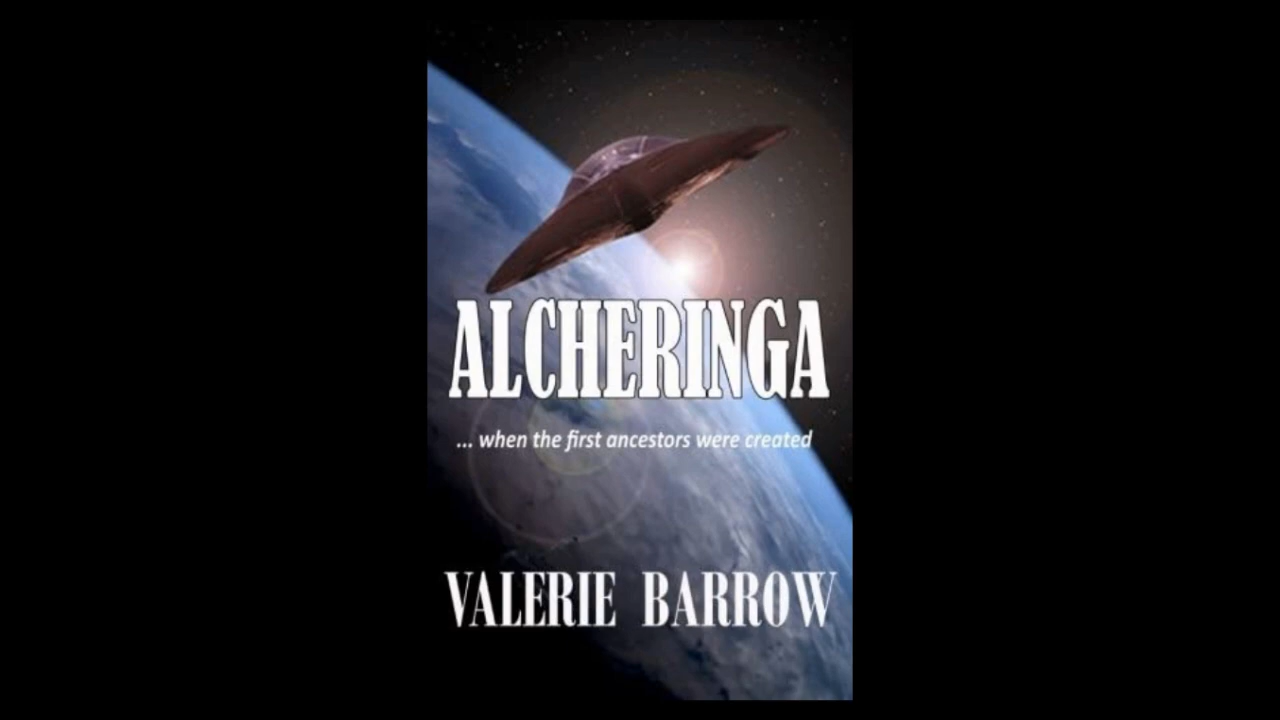 ALCHERINGA
... when the first ancestors were created
VALERIE BARROW